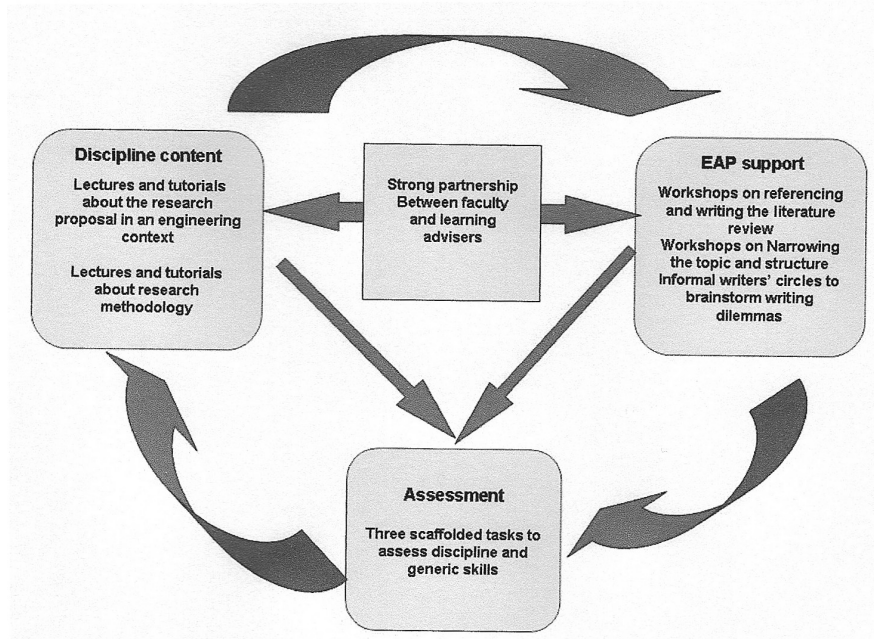 Discipline content
Lectures and tutorials
about the research
proposal in an engineering
context
Lectures and tutorials
about research
methodology
Strong partnership
Between faculty
and learning
advisers
EAP support
Workshops on referencing
and writing the literature
review
Workshops on Narrowing
the topic and structure
Informal writers' circles to
brainstorm writing
dilemmas
Assessment
Three scaffolded tasks to
assess discipline and
generic skills